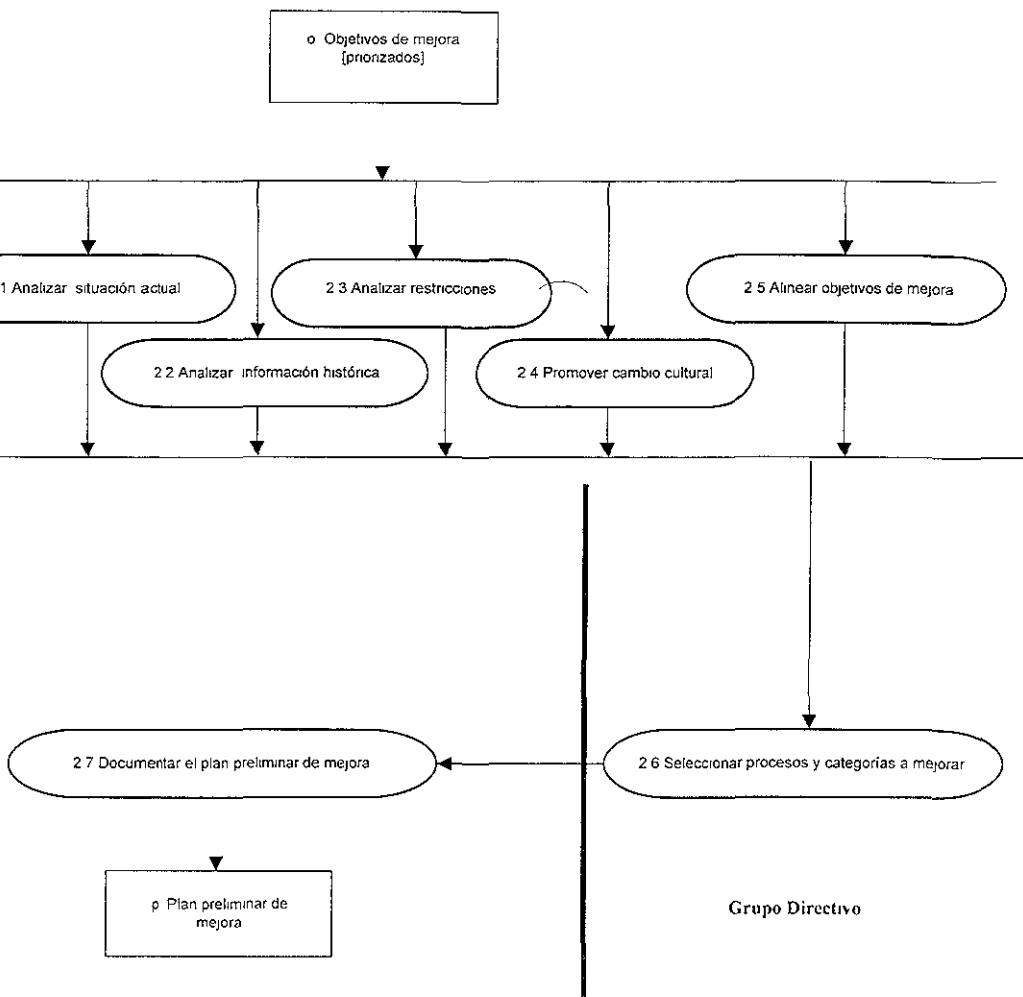 o Objetivos de mejora
[priorizados]
1 Analizar situación actual
2 3 Analizar restricciones
2 5 Alinear objetivos de mejora
2 2 Analizar información histórica
2 4 Promover cambio cultural
2 7 Documentar el plan preliminar de mejora
2 6 Seleccionar procesos y categorías a mejorar
p Plan preliminar de
mejora
Grupo Directivo